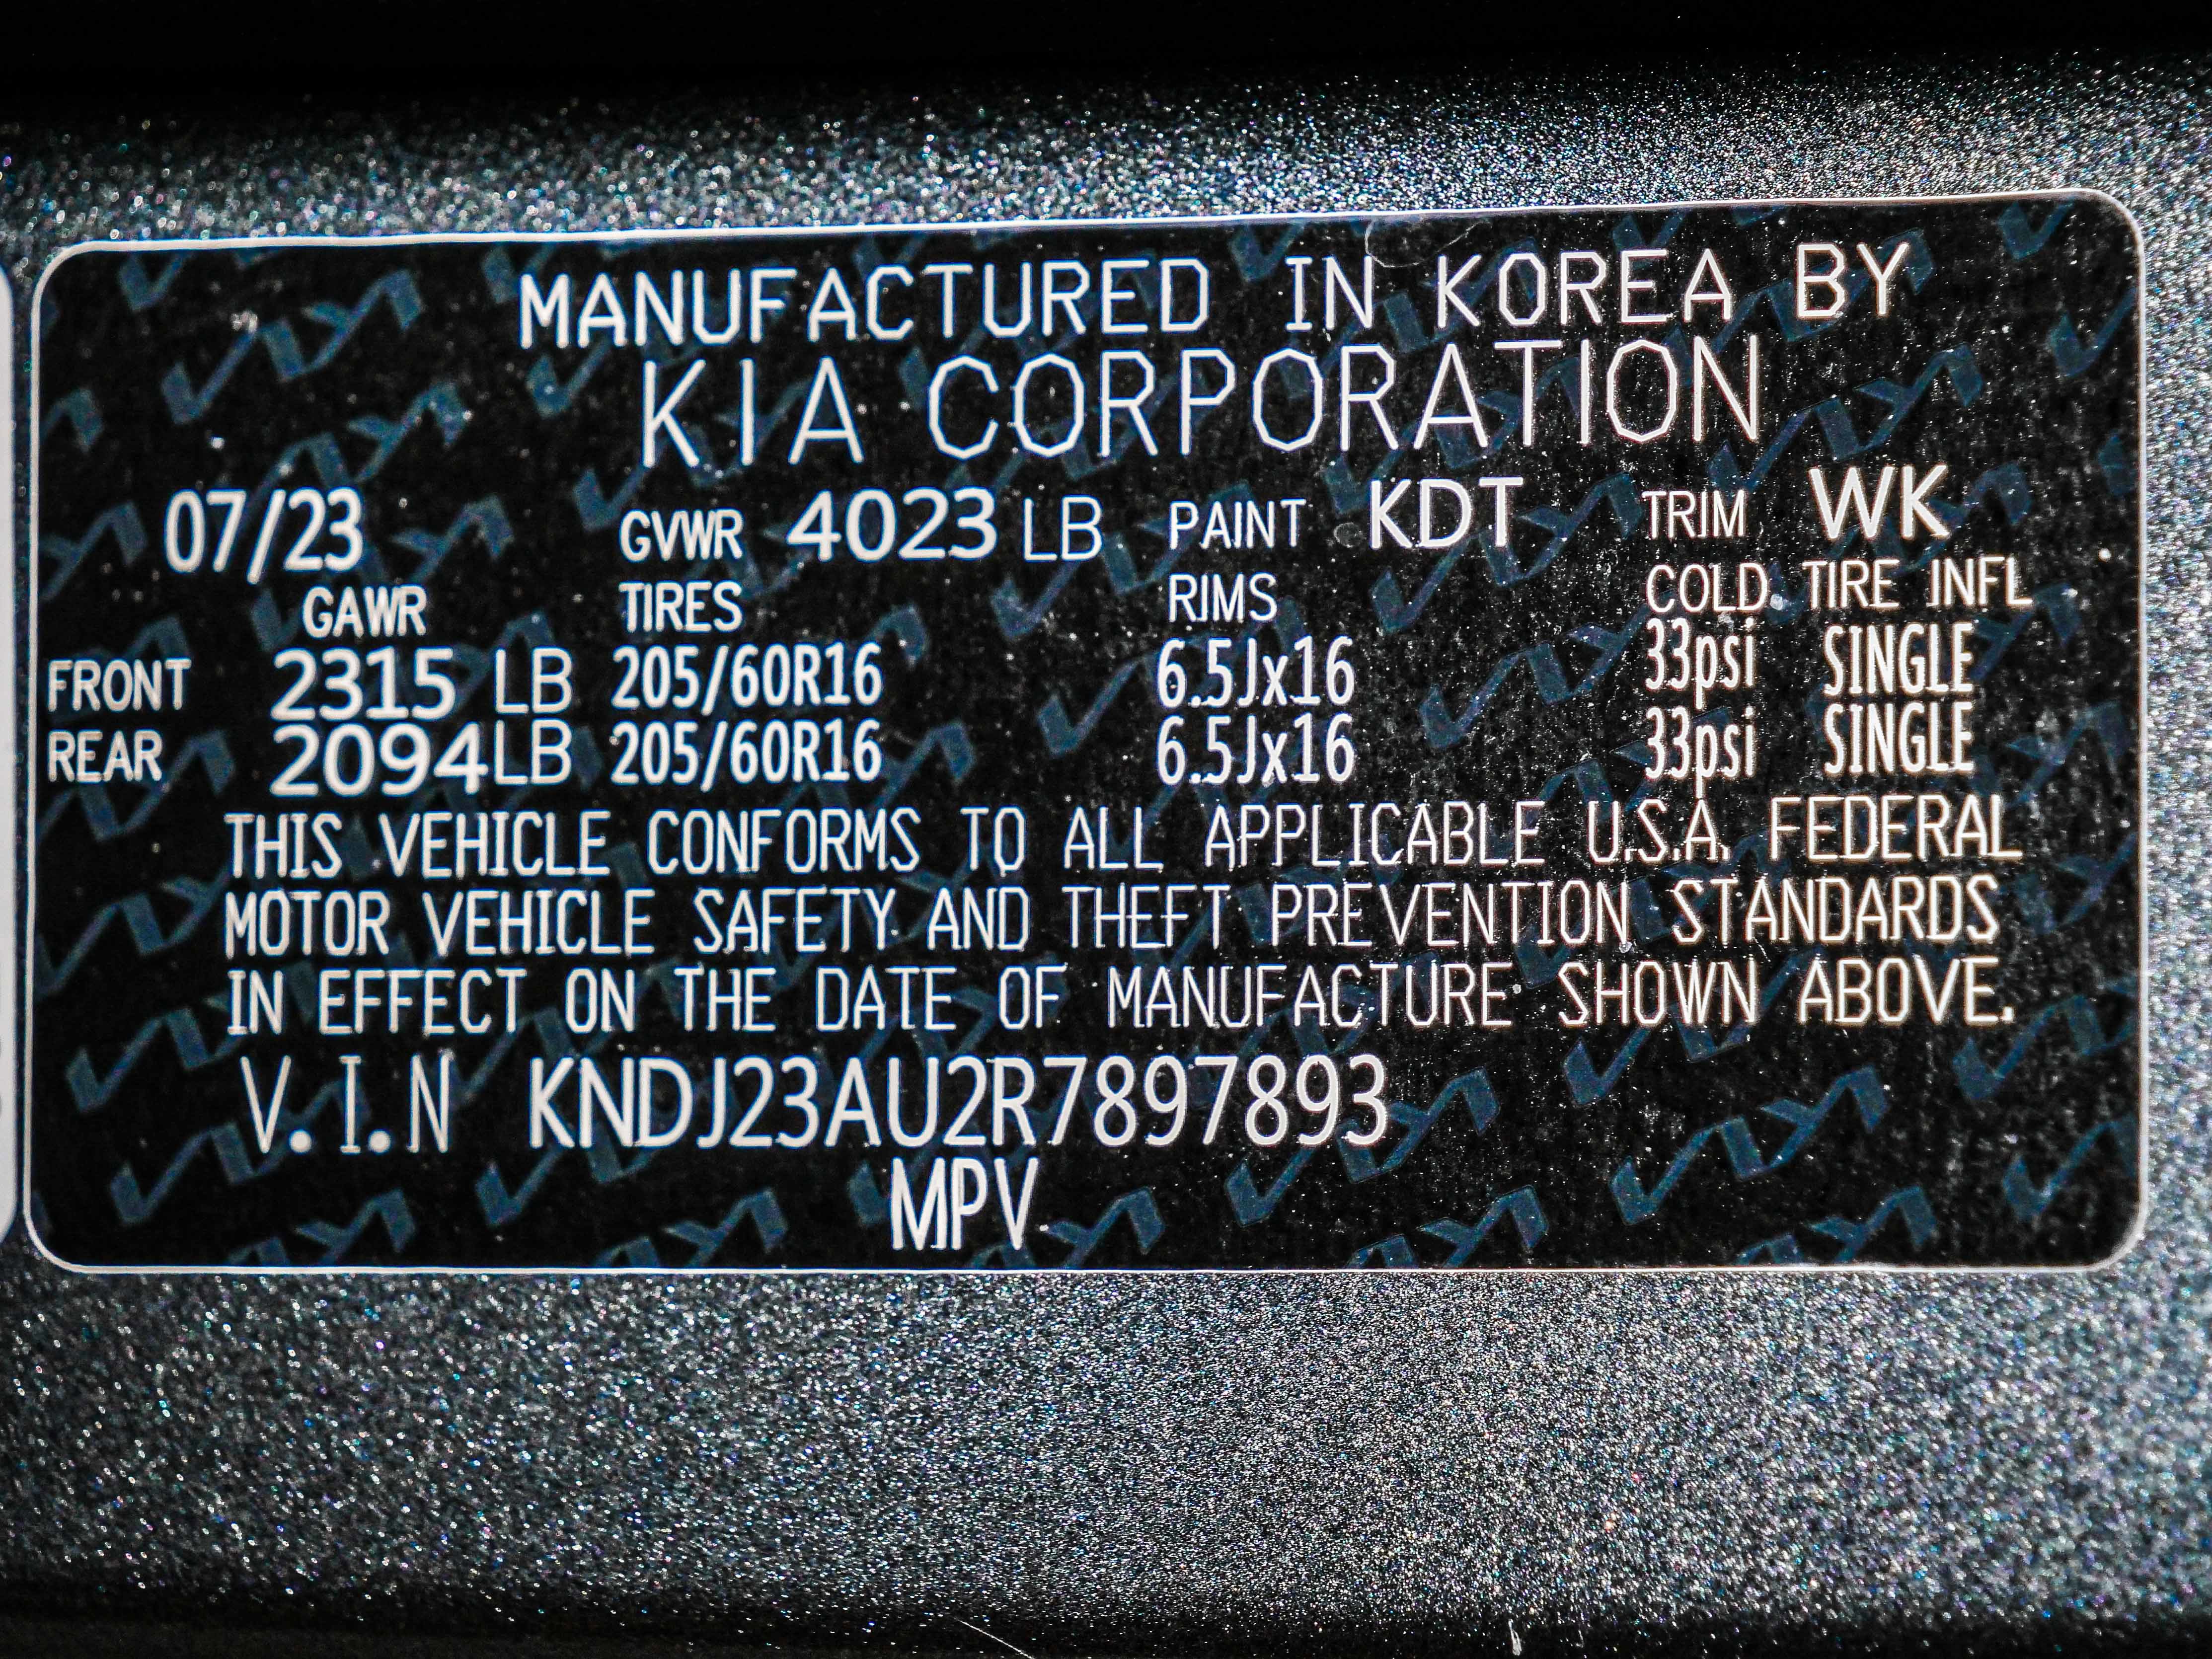 MANUFACTURED IN KOREA BY
KIA CORPORATION
07/23 GVWR 4023 LB PAINT KDT TRIM WK
GAWR TIRES RIMS COLD TIRE INFL
FRONT 2315 LB 205/60R16 6.5Jx16 33psi SINGLE
REAR 2094 LB 205/60R16 6.5Jx16 33psi SINGLE
THIS VEHICLE CONFORMS TO ALL APPLICABLE U.S.A. FEDERAL
MOTOR VEHICLE SAFETY AND THEFT PREVENTION STANDARDS
IN EFFECT ON THE DATE OF MANUFACTURE SHOWN ABOVE.
V.I.N KNDJ23AU2R7897893
MPV